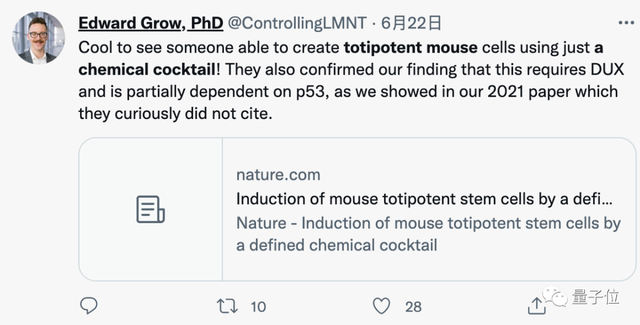 Edward Grow, PhD @ControllingLMNT · 6月22日
Cool to see someone able to create totipotent mouse cells using just a
chemical cocktail! They also confirmed our finding that this requires DUX
and is partially dependent on p53, as we showed in our 2021 paper which
they curiously did not cite.
nature.com
Induction of mouse totipotent stem cells by a defi...
Nature - Induction of mouse totipotent stem cells by
a defined chemical cocktail
10
28
量子位